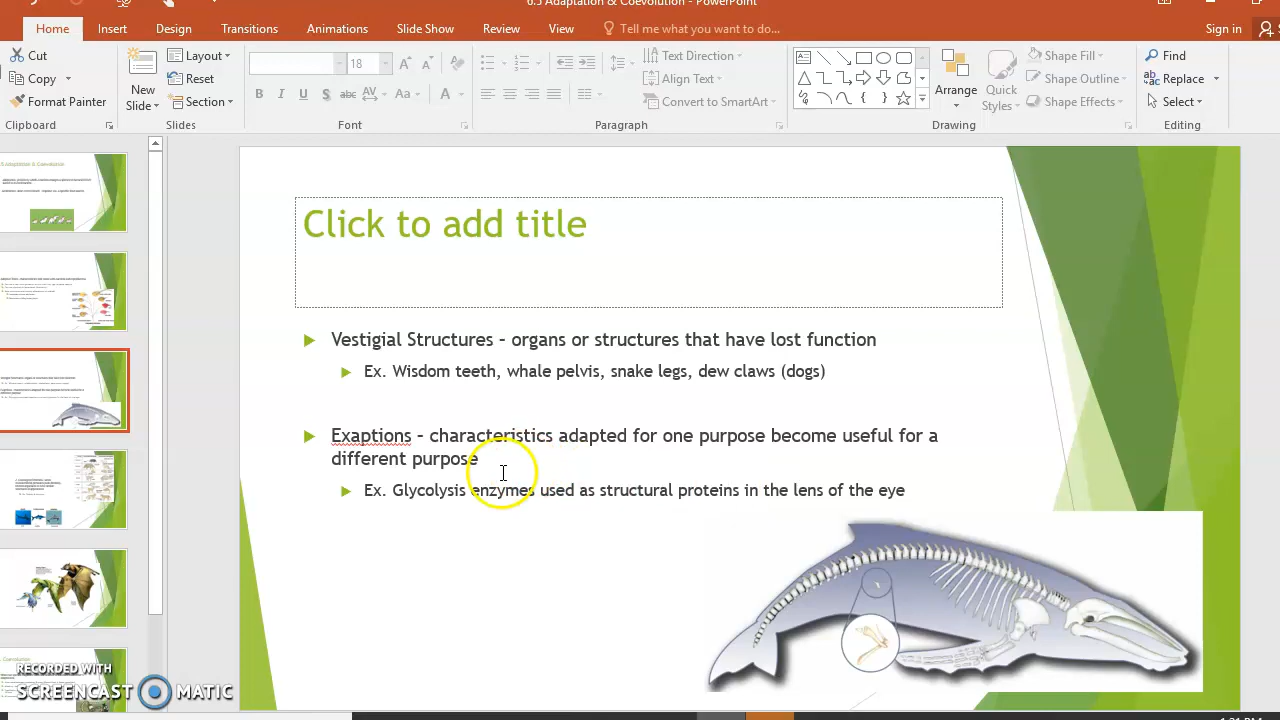 6.5 Adaptation & Coevolution - PowerPoint
Home Insert Design Transitions Animations Slide Show Review View Tell me what you want to do... Sign in
Cut
Copy
Format Painter
Clipboard
New
Slide
Layout
Reset
Section
Slides
18
B I U S abc AV Aa A
Font
Text Direction
Align Text
Convert to SmartArt
Paragraph
Arrange
Quick
Styles
Shape Fill
Shape Outline
Shape Effects
Drawing
Find
Replace
Select
Editing
Click to add title
Vestigial Structures – organs or structures that have lost function
Ex. Wisdom teeth, whale pelvis, snake legs, dew claws (dogs)
Exaptions – characteristics adapted for one purpose become useful for a
different purpose
Ex. Glycolysis enzymes used as structural proteins in the lens of the eye
RECORDED WITH
SCREENCAST MATIC